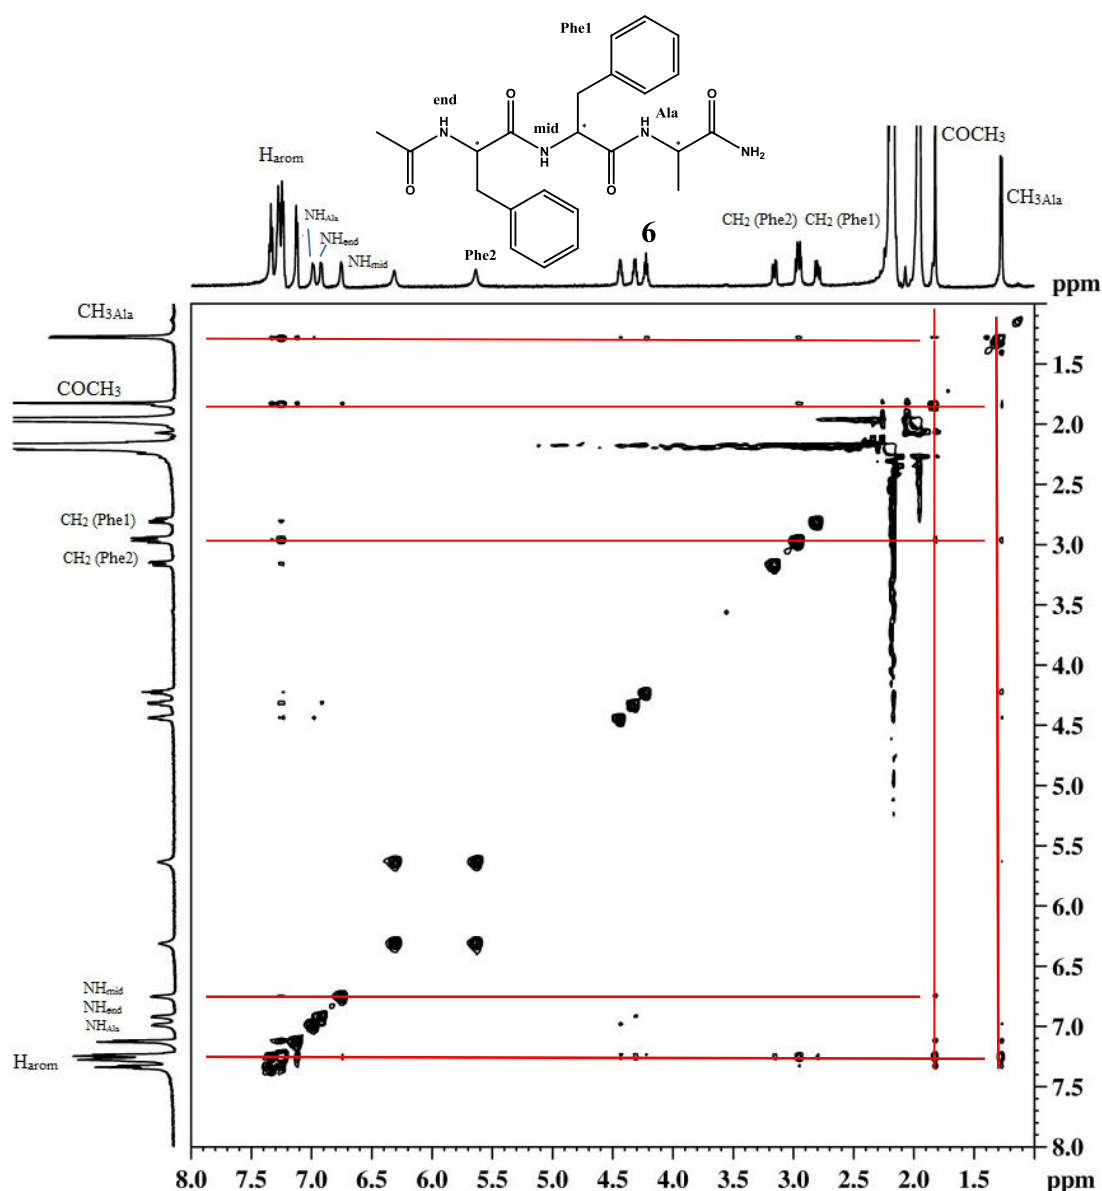 Phe1
end
O
Ala
O
H
N
mid
*
H
N
COCH3
Harom
*
N
H
*
NH2
O
O
CH3Ala
NHAla
CH2 (Phe2) CH2 (Phe1)
NHend
6
NHmid
Phe2
ppm
CH3Ala
1.5
COCH3
2.0
2.5
CH2 (Phe1)
3.0
CH2 (Phe2)
3.5
4.0
4.5
5.0
5.5
6.0
6.5
NHmid
NHend
7.0
NHAla
Harom
7.5
8.0
8.0 7.5 7.0 6.5 6.0 5.5 5.0 4.5 4.0 3.5 3.0 2.5 2.0 1.5 ppm